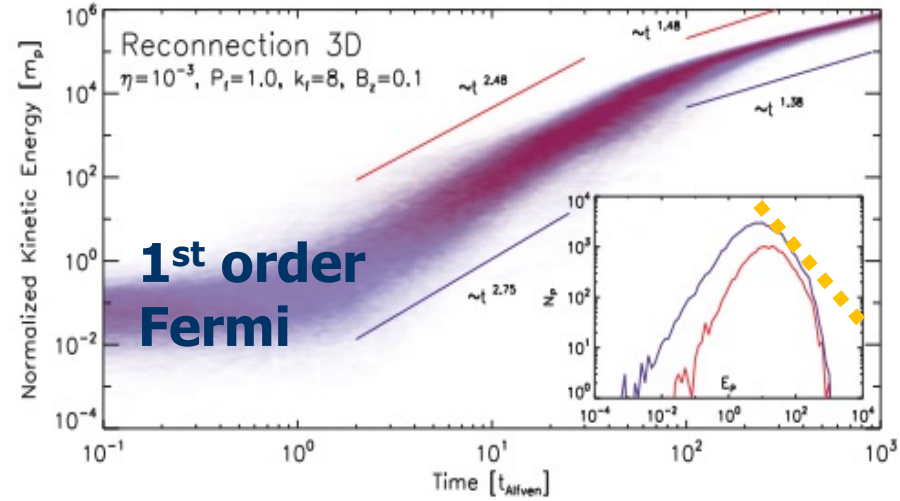 Reconnection 3D
η=10⁻³, P_f=1.0, k_f=8, B_z=0.1
~t 2.48
~t 1.48
~t 1.38
~t 2.75
1st order
Fermi
Normalized Kinetic Energy [m_p]
10⁶
10⁴
10²
10⁰
10⁻²
10⁻⁴
10⁻¹ 10⁰ 10¹ 10² 10³
Time [t_Alfven]
N_P
10⁴
10³
10²
10¹
10⁰
E_P
10⁻⁴ 10⁻² 10⁰ 10² 10⁴